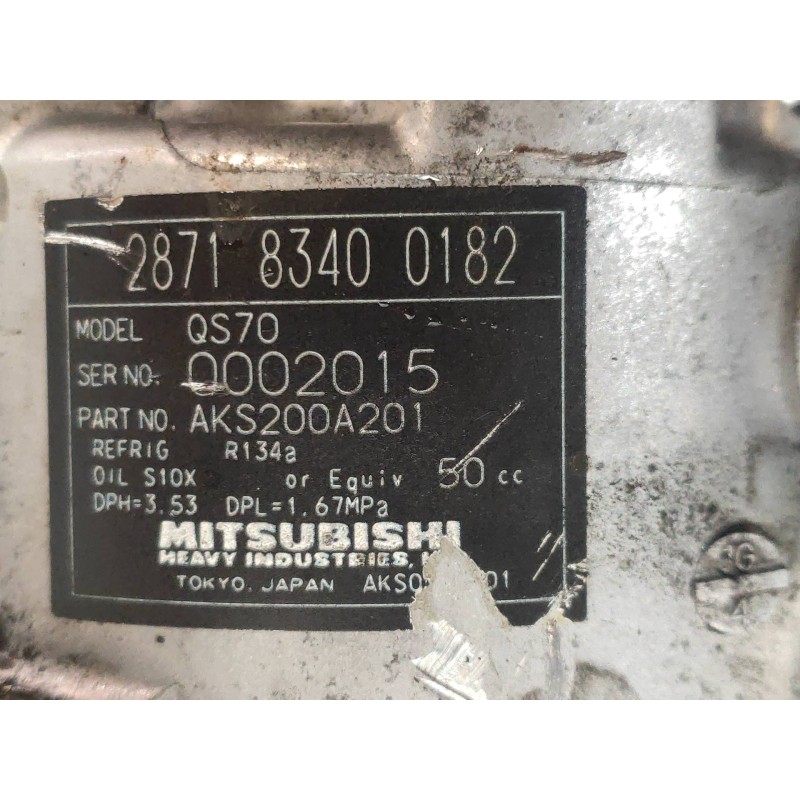 2871 8340 0182
MODEL QS70
SER NO. 0002015
PART NO. AKS200A201
REFRIG R134a
OIL S10X or Equiv 50 cc
DPH=3.53 DPL=1.67MPa
MITSUBISHI
HEAVY INDUSTRIES,
TOKYO, JAPAN